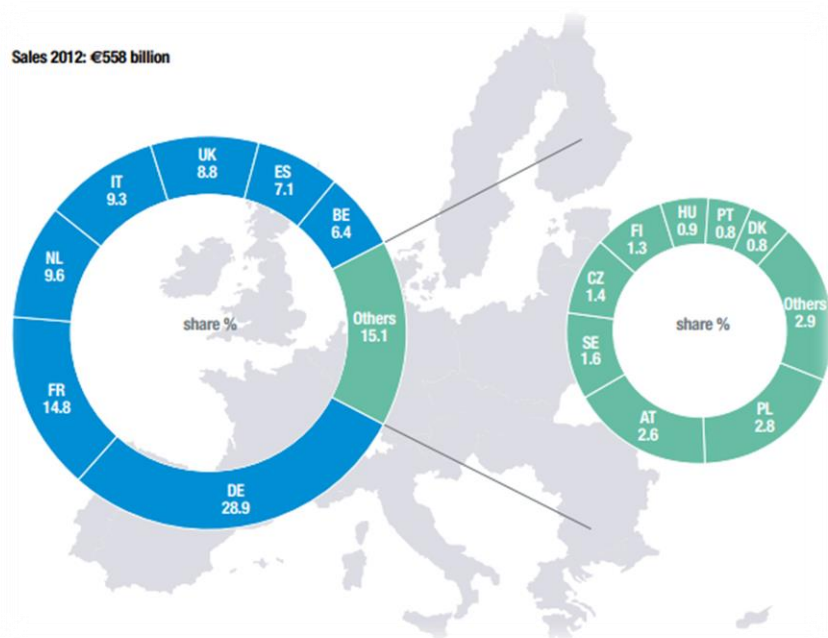 Sales 2012: €558 billion
UK
8.8
ES
7.1
BE
6.4
Others
15.1
DE
28.9
FR
14.8
NL
9.6
IT
9.3
share %
HU
0.9
PT
0.8
DK
0.8
Others
2.9
PL
2.8
AT
2.6
SE
1.6
CZ
1.4
FI
1.3
share %